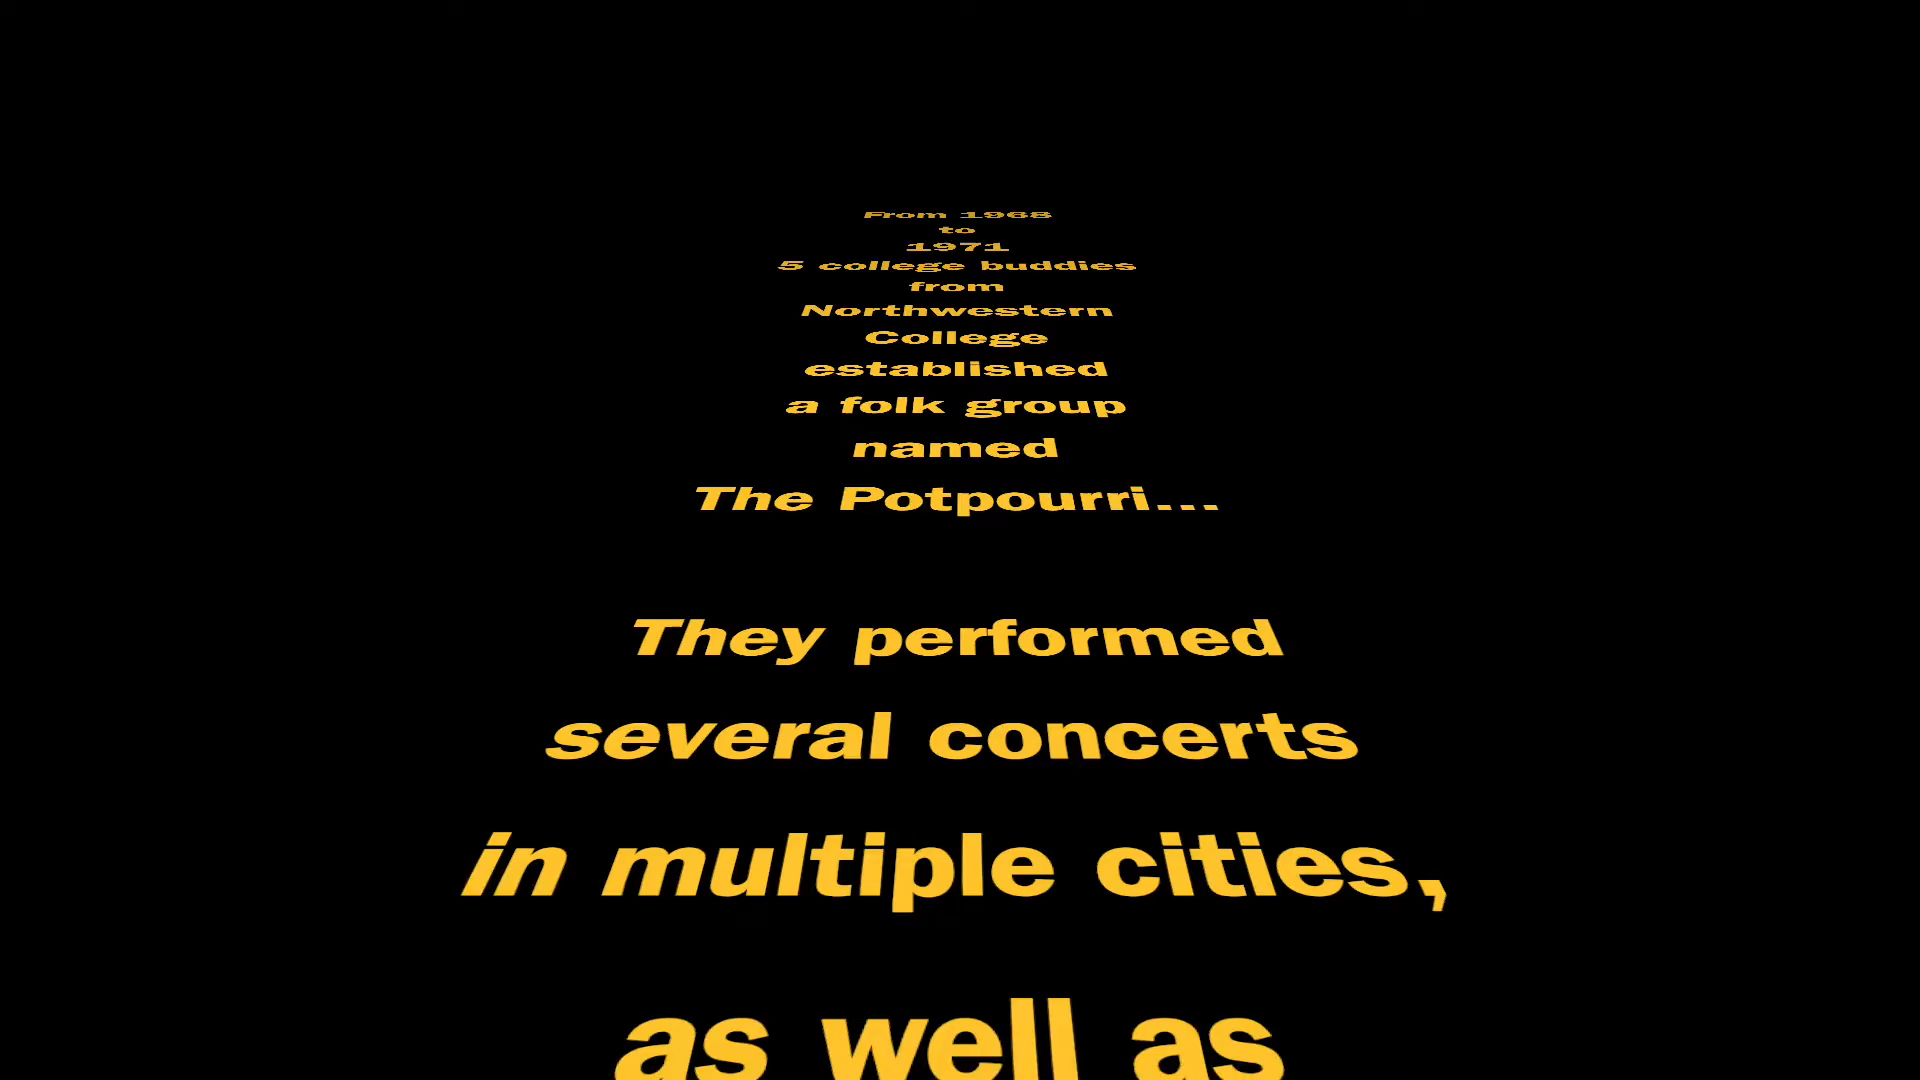 From 1968
to
1971
5 college buddies
from
Northwestern
College
established
a folk group
named
The Potpourri...
They performed
several concerts
in multiple cities,
as well as